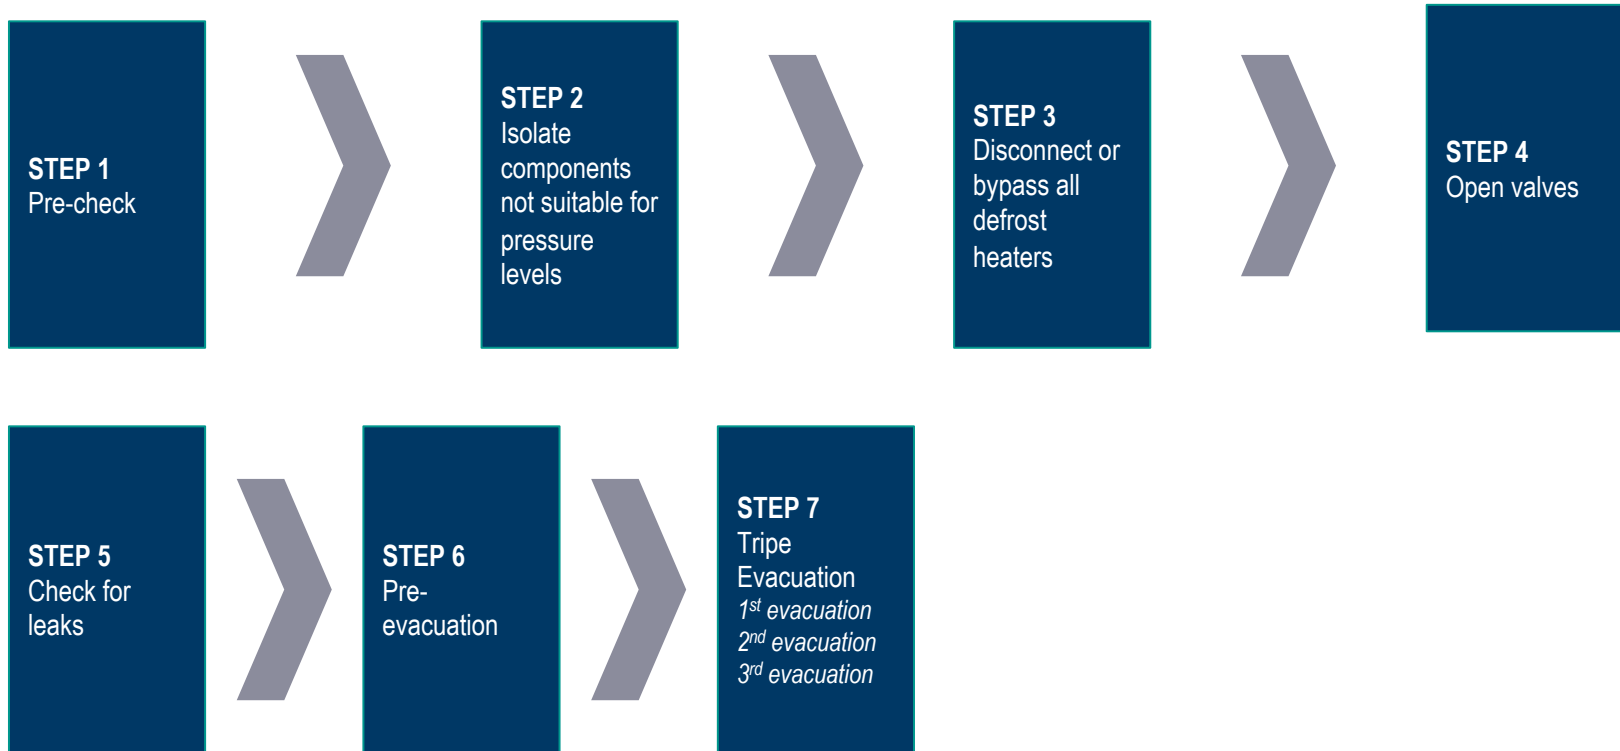 STEP 1
Pre-check
STEP 2
Isolate
components
not suitable for
pressure
levels
STEP 3
Disconnect or
bypass all
defrost
heaters
STEP 4
Open valves
STEP 5
Check for
leaks
STEP 6
Pre-
evacuation
STEP 7
Tripe
Evacuation
1st evacuation
2nd evacuation
3rd evacuation